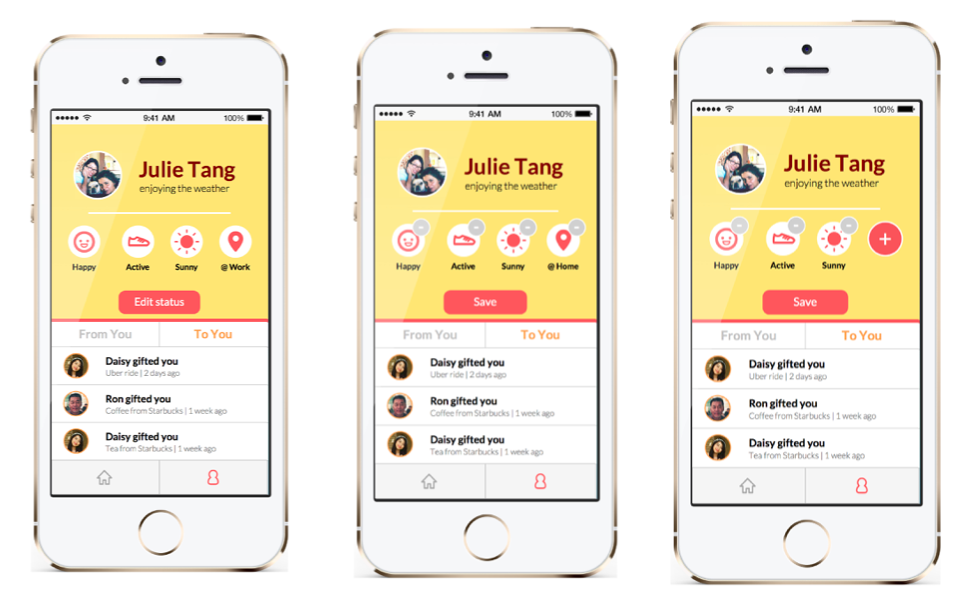 9:41 AM 100%
Julie Tang
enjoying the weather
Happy Active Sunny @ Work
Edit status
From You To You
Daisy gifted you
Uber ride | 2 days ago
Ron gifted you
Coffee from Starbucks | 1 week ago
Daisy gifted you
Tea from Starbucks | 1 week ago
9:41 AM 100%
Julie Tang
enjoying the weather
Happy Active Sunny @ Home
Save
From You To You
Daisy gifted you
Uber ride | 2 days ago
Ron gifted you
Coffee from Starbucks | 1 week ago
Daisy gifted you
Tea from Starbucks | 1 week ago
9:41 AM 100%
Julie Tang
enjoying the weather
Happy Active Sunny
Save
From You To You
Daisy gifted you
Uber ride | 2 days ago
Ron gifted you
Coffee from Starbucks | 1 week ago
Daisy gifted you
Tea from Starbucks | 1 week ago